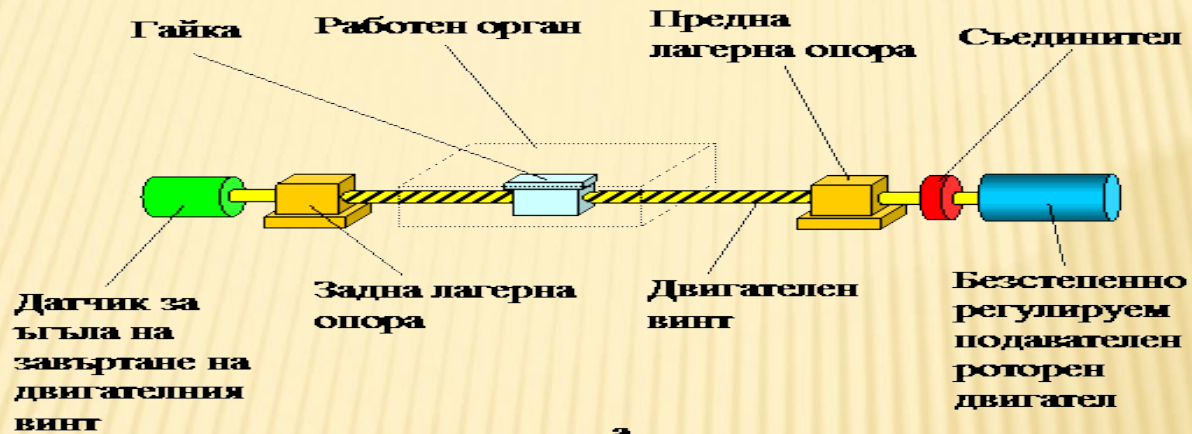 Гайка
Работен орган
Предна
лагерна опора
Съединител
Датчик за
ъгъла на
завъртане на
двигателния
винт
Задна лагерна
опора
Двигателен
винт
Безстепенно
регулируем
подавателен
роторен
двигател
а